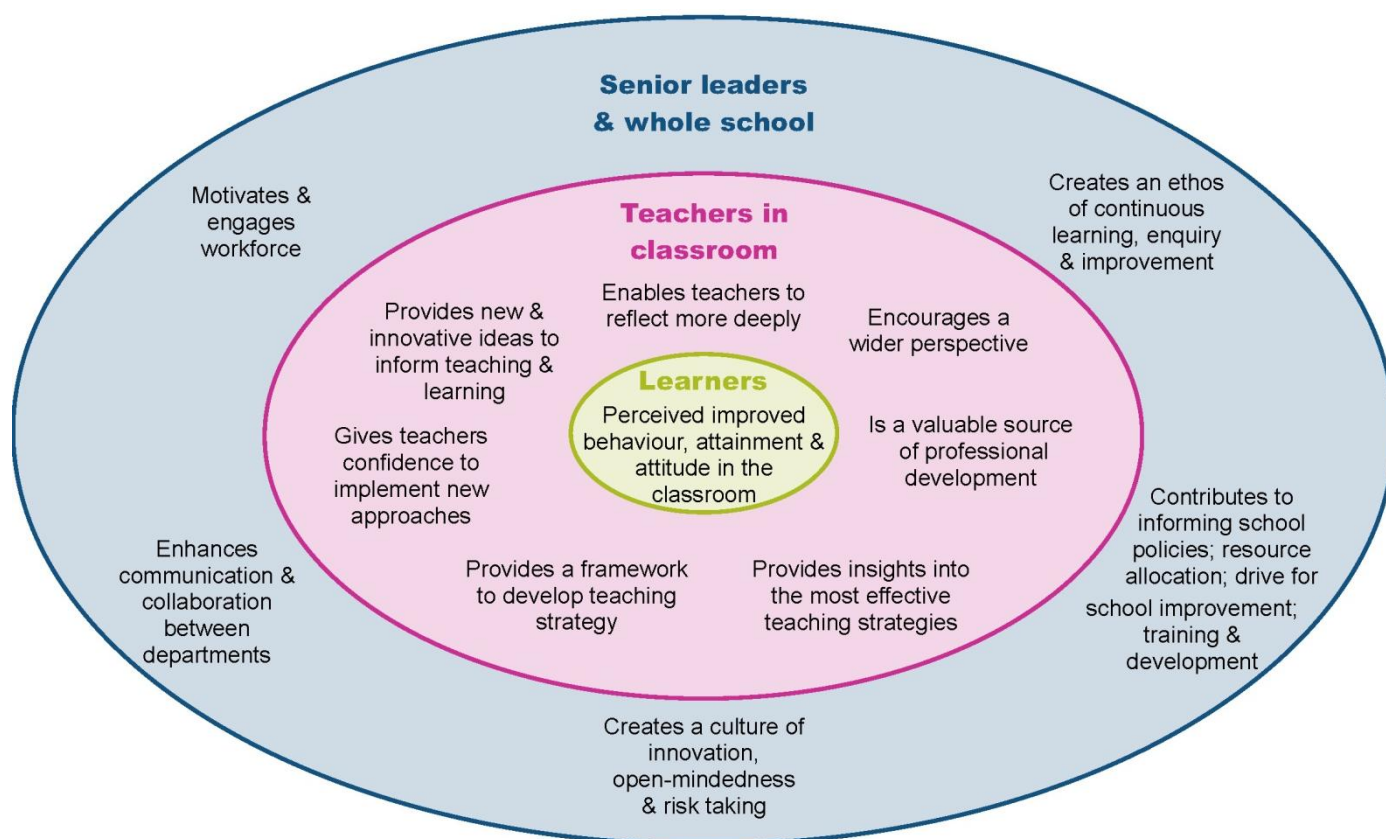 Senior leaders
& whole school
Motivates &
engages
workforce
Creates an ethos
of continuous
learning, enquiry
& improvement
Teachers in
classroom
Enables teachers to
reflect more deeply
Provides new &
innovative ideas to
inform teaching &
learning
Encourages a
wider perspective
Learners
Perceived improved
behaviour, attainment &
attitude in the
classroom
Gives teachers
confidence to
implement new
approaches
Is a valuable source
of professional
development
Enhances
communication &
collaboration
between
departments
Provides a framework
to develop teaching
strategy
Provides insights into
the most effective
teaching strategies
Contributes to
informing school
policies; resource
allocation; drive for
school improvement;
training &
development
Creates a culture of
innovation,
open-mindedness
& risk taking